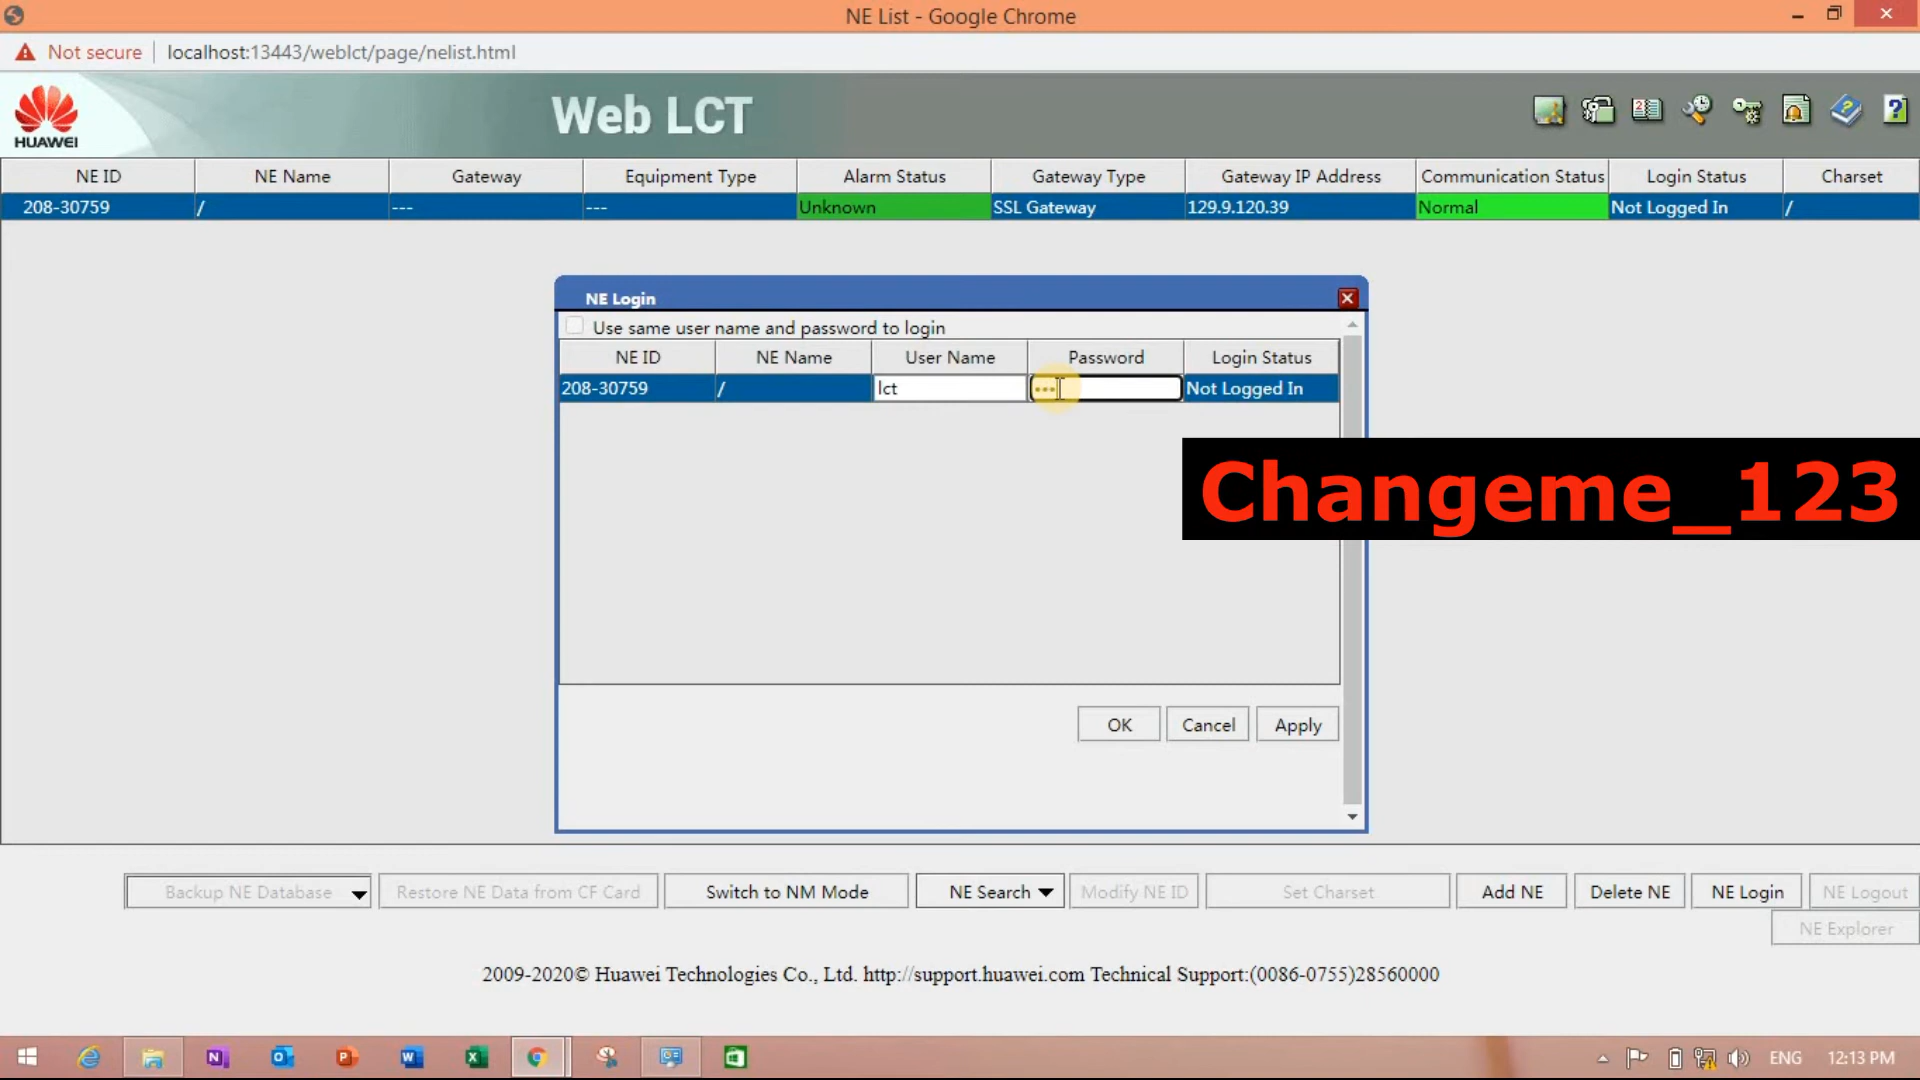 NE List - Google Chrome
Not secure localhost:13443/weblct/page/nelist.html
HUAWEI
Web LCT
NE ID NE Name Gateway Equipment Type Alarm Status Gateway Type Gateway IP Address Communication Status Login Status Charset
208-30759 / --- --- Unknown SSL Gateway 129.9.120.39 Normal Not Logged In /
NE Login
Use same user name and password to login
NE ID NE Name User Name Password Login Status
208-30759 / lct ••• Not Logged In
Changeme_123
OK Cancel Apply
Backup NE Database Restore NE Data from CF Card Switch to NM Mode NE Search Modify NE ID Set Charset Add NE Delete NE NE Login NE Logout
NE Explorer
2009-2020© Huawei Technologies Co., Ltd. http://support.huawei.com Technical Support:(0086-0755)28560000
ENG 12:13 PM